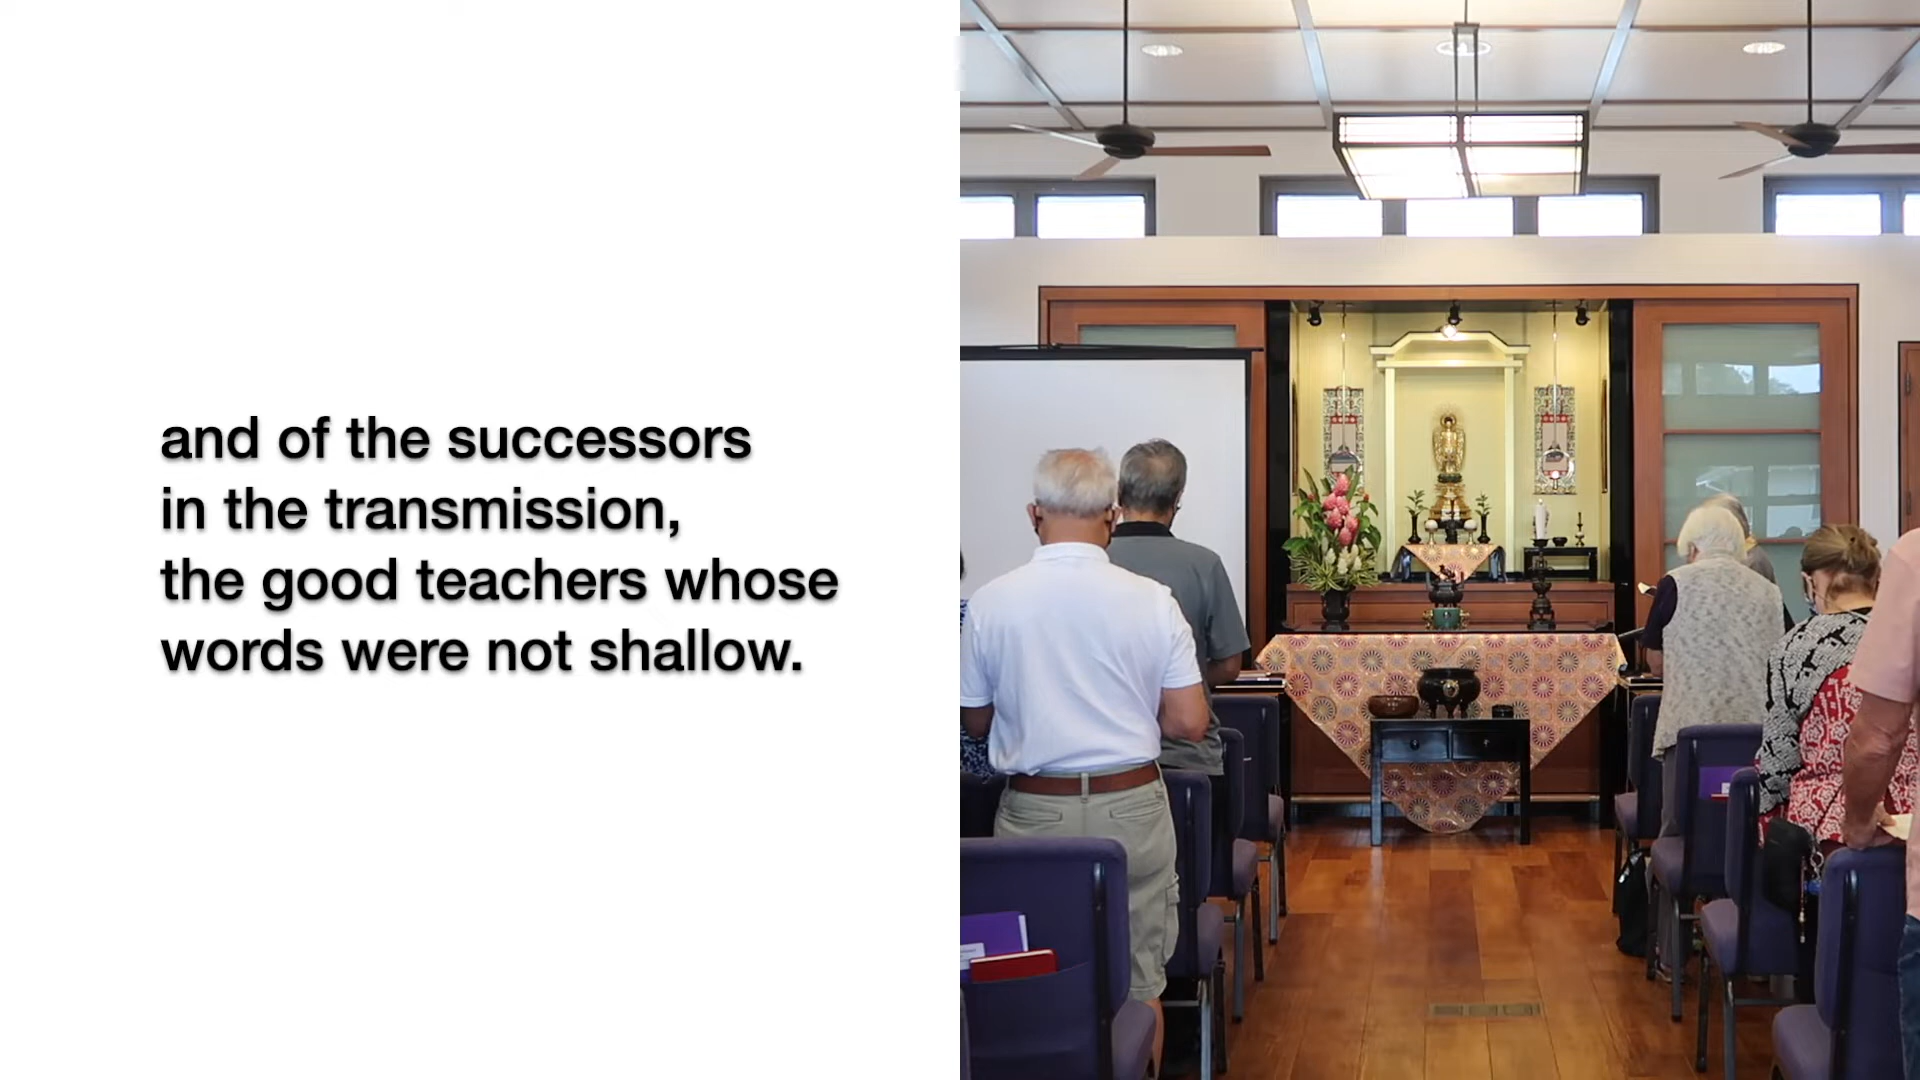 and of the successors
in the transmission,
the good teachers whose
words were not shallow.